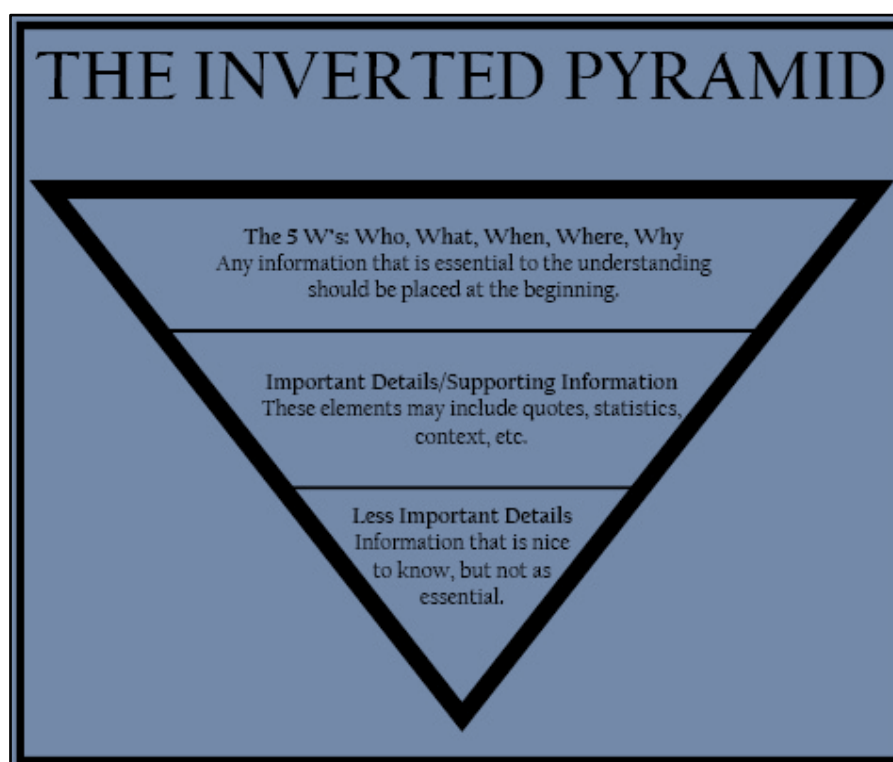 THE INVERTED PYRAMID
The 5 W's: Who, What, When, Where, Why
Any information that is essential to the understanding
should be placed at the beginning.
Important Details/Supporting Information
These elements may include quotes, statistics,
context, etc.
Less Important Details
Information that is nice
to know, but not as
essential.